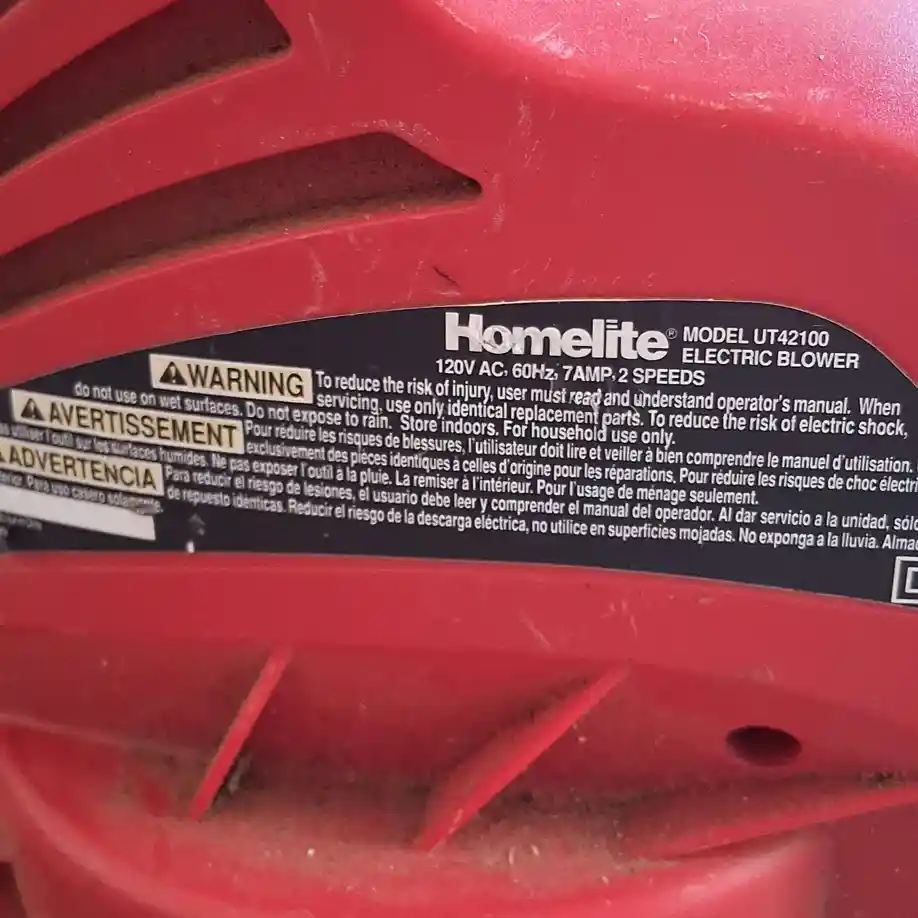 Homelite® MODEL UT42100
ELECTRIC BLOWER
120V AC, 60Hz, 7AMP, 2 SPEEDS
WARNING To reduce the risk of injury, user must read and understand operator's manual. When
servicing, use only identical replacement parts. To reduce the risk of electric shock,
do not use on wet surfaces. Do not expose to rain. Store indoors. For household use only.
AVERTISSEMENT Pour réduire les risques de blessures, l'utilisateur doit lire et veiller à bien comprendre le manuel d'utilisation.
exclusivement des pièces identiques à celles d'origine pour les réparations. Pour réduire les risques de choc électri
utiliser l'outil sur les surfaces humides. Ne pas exposer l'outil à la pluie. La remiser à l'intérieur. Pour l'usage de ménage seulement.
ADVERTENCIA Para reducir el riesgo de lesiones, el usuario debe leer y comprender el manual del operador. Al dar servicio a la unidad, sólo
de repuesto idénticas. Reducir el riesgo de la descarga eléctrica, no utilice en superficies mojadas. No exponga a la lluvia. Almac
Para uso casero solamente.